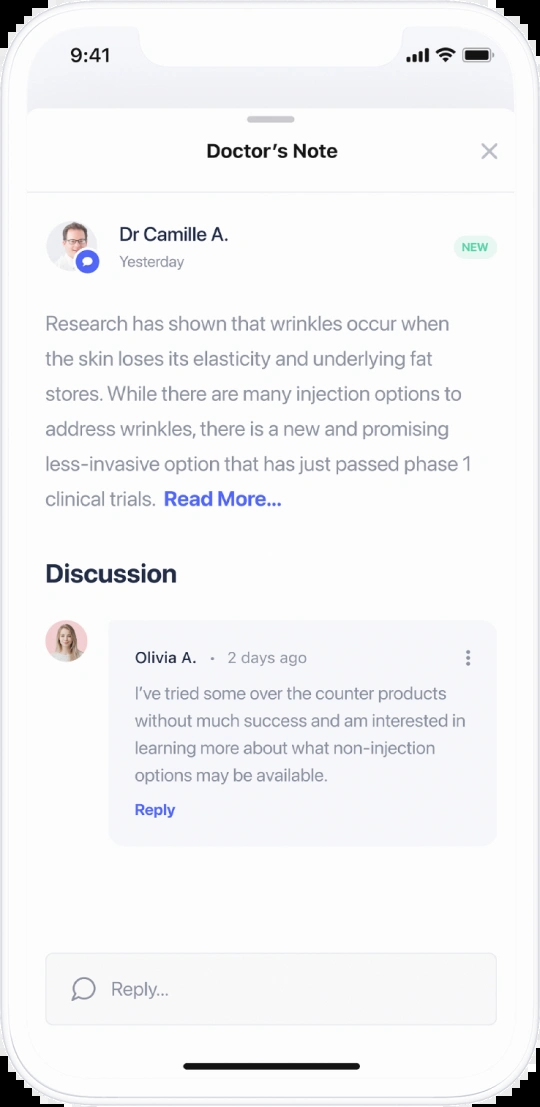 9:41
Doctor’s Note
Dr Camille A.
Yesterday
NEW
Research has shown that wrinkles occur when
the skin loses its elasticity and underlying fat
stores. While there are many injection options to
address wrinkles, there is a new and promising
less-invasive option that has just passed phase 1
clinical trials. Read More...
Discussion
Olivia A. • 2 days ago
I’ve tried some over the counter products
without much success and am interested in
learning more about what non-injection
options may be available.
Reply
Reply...